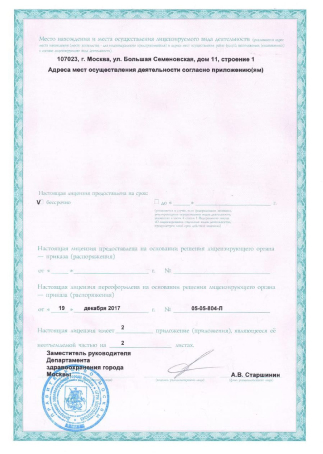 Место нахождения и места осуществления лицензируемого вида деятельности
107023, г. Москва, ул. Большая Семеновская, дом 11, строение 1
Адреса мест осуществления деятельности согласно приложению(ям)
Настоящая лицензия предоставлена на срок:
V бессрочно до « » г.
Настоящая лицензия предоставлена на основании решения лицензирующего органа
— приказа (распоряжения)
от « » г. №
Настоящая лицензия переоформлена на основании решения лицензирующего органа
— приказа (распоряжения)
от « 19 » декабря 2017 г. № 05-05-804-Л
Настоящая лицензия имеет 2 приложение (приложения), являющееся её
неотъемлемой частью на 2 листах.
Заместитель руководителя
Департамента
здравоохранения города
Москвы
А.В. Старшинин